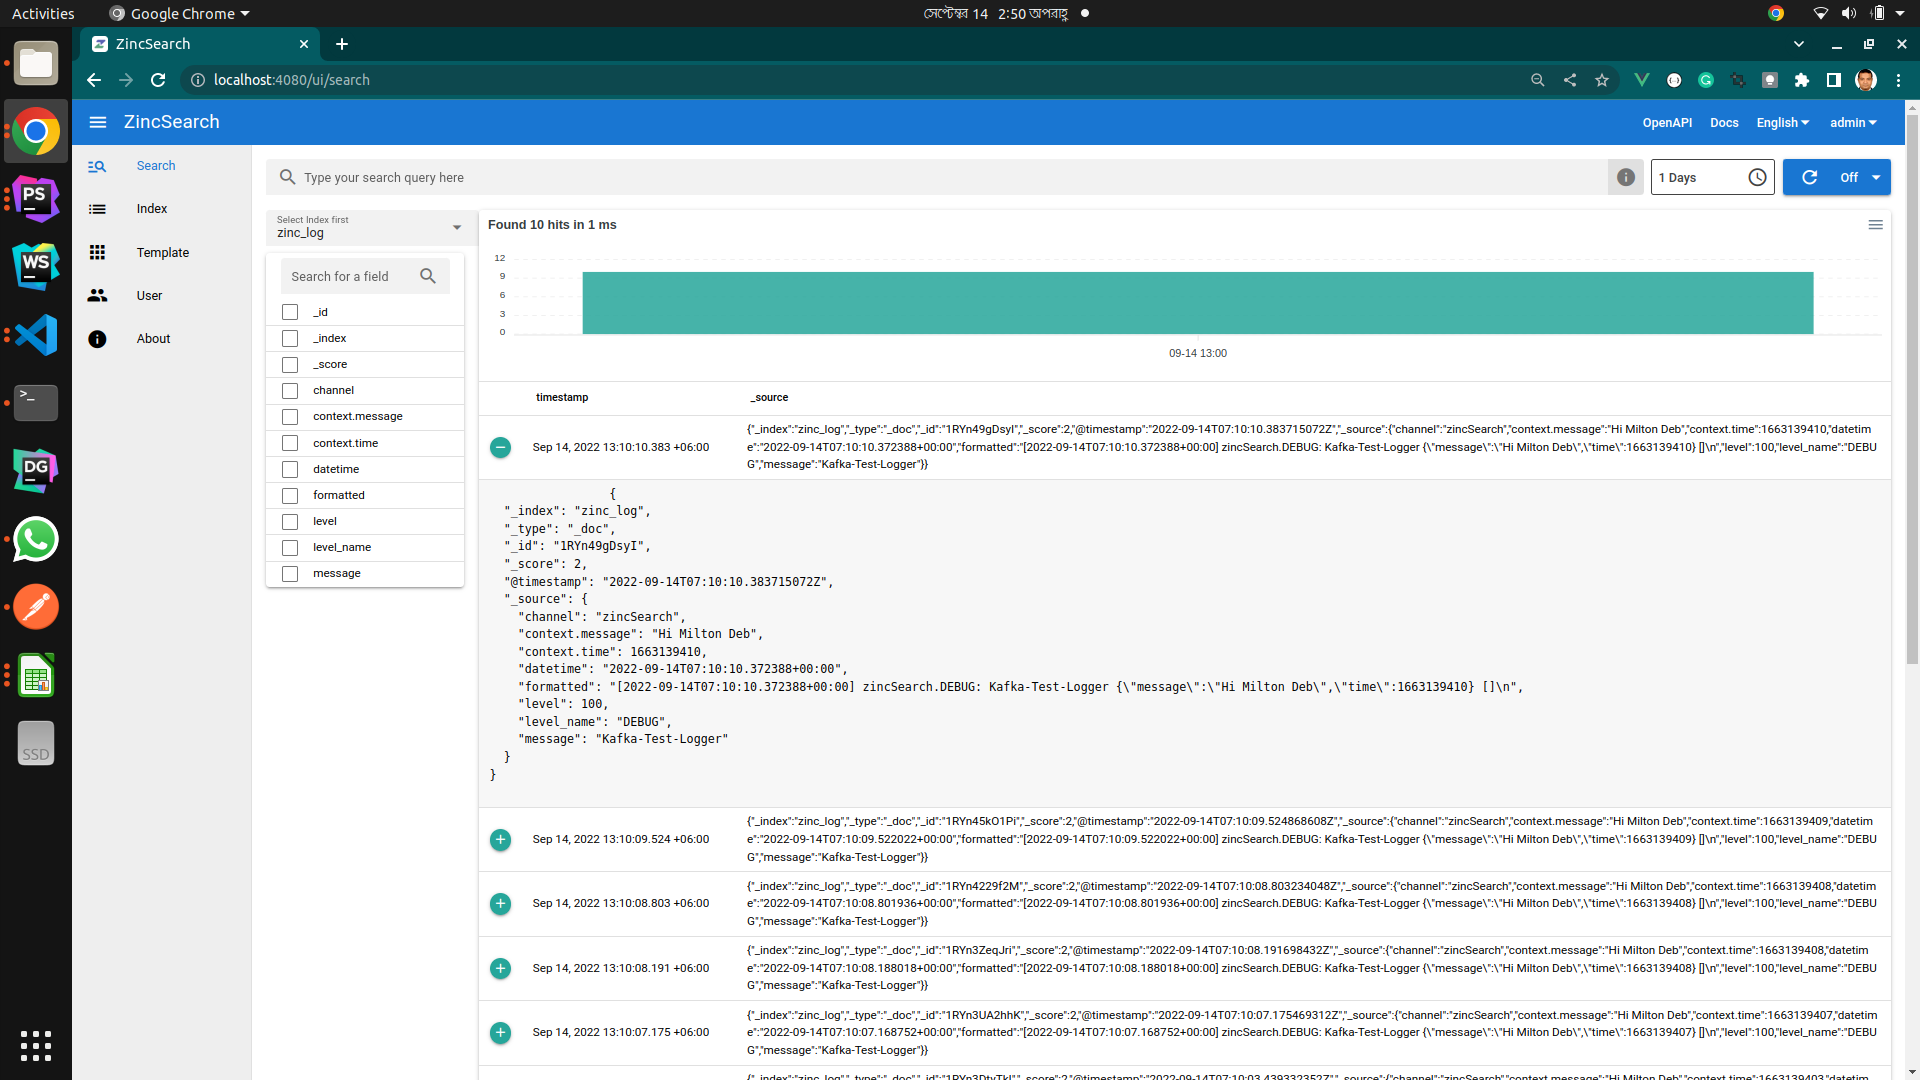 Activities
Google Chrome
সেপ্টেম্বর 14 2:50 অপরাহ্ণ
ZincSearch
localhost:4080/ui/search
ZincSearch
OpenAPI
Docs
English
admin
Search
Index
Template
User
About
Type your search query here
1 Days
Off
Select Index first
zinc_log
Search for a field
_id
_index
_score
channel
context.message
context.time
datetime
formatted
level
level_name
message
Found 10 hits in 1 ms
12
9
6
3
0
09-14 13:00
timestamp
_source
Sep 14, 2022 13:10:10.383 +06:00
{"_index":"zinc_log","_type":"_doc","_id":"1RYn49gDsyI","_score":2,"@timestamp":"2022-09-14T07:10:10.383715072Z","_source":{"channel":"zincSearch","context.message":"Hi Milton Deb","context.time":1663139410,"datetim
e":"2022-09-14T07:10:10.372388+00:00","formatted":"[2022-09-14T07:10:10.372388+00:00] zincSearch.DEBUG: Kafka-Test-Logger {\"message\":\"Hi Milton Deb\",\"time\":1663139410} []\n","level":100,"level_name":"DEBU
G","message":"Kafka-Test-Logger"}}
{
"_index": "zinc_log",
"_type": "_doc",
"_id": "1RYn49gDsyI",
"_score": 2,
"@timestamp": "2022-09-14T07:10:10.383715072Z",
"_source": {
"channel": "zincSearch",
"context.message": "Hi Milton Deb",
"context.time": 1663139410,
"datetime": "2022-09-14T07:10:10.372388+00:00",
"formatted": "[2022-09-14T07:10:10.372388+00:00] zincSearch.DEBUG: Kafka-Test-Logger {\"message\":\"Hi Milton Deb\",\"time\":1663139410} []\n",
"level": 100,
"level_name": "DEBUG",
"message": "Kafka-Test-Logger"
}
}
Sep 14, 2022 13:10:09.524 +06:00
{"_index":"zinc_log","_type":"_doc","_id":"1RYn45kO1Pi","_score":2,"@timestamp":"2022-09-14T07:10:09.524868608Z","_source":{"channel":"zincSearch","context.message":"Hi Milton Deb","context.time":1663139409,"datetim
e":"2022-09-14T07:10:09.522022+00:00","formatted":"[2022-09-14T07:10:09.522022+00:00] zincSearch.DEBUG: Kafka-Test-Logger {\"message\":\"Hi Milton Deb\",\"time\":1663139409} []\n","level":100,"level_name":"DEBU
G","message":"Kafka-Test-Logger"}}
Sep 14, 2022 13:10:08.803 +06:00
{"_index":"zinc_log","_type":"_doc","_id":"1RYn4229f2M","_score":2,"@timestamp":"2022-09-14T07:10:08.803234048Z","_source":{"channel":"zincSearch","context.message":"Hi Milton Deb","context.time":1663139408,"datetim
e":"2022-09-14T07:10:08.801936+00:00","formatted":"[2022-09-14T07:10:08.801936+00:00] zincSearch.DEBUG: Kafka-Test-Logger {\"message\":\"Hi Milton Deb\",\"time\":1663139408} []\n","level":100,"level_name":"DEBU
G","message":"Kafka-Test-Logger"}}
Sep 14, 2022 13:10:08.191 +06:00
{"_index":"zinc_log","_type":"_doc","_id":"1RYn3ZeqJri","_score":2,"@timestamp":"2022-09-14T07:10:08.191698432Z","_source":{"channel":"zincSearch","context.message":"Hi Milton Deb","context.time":1663139408,"datetim
e":"2022-09-14T07:10:08.188018+00:00","formatted":"[2022-09-14T07:10:08.188018+00:00] zincSearch.DEBUG: Kafka-Test-Logger {\"message\":\"Hi Milton Deb\",\"time\":1663139408} []\n","level":100,"level_name":"DEBU
G","message":"Kafka-Test-Logger"}}
Sep 14, 2022 13:10:07.175 +06:00
{"_index":"zinc_log","_type":"_doc","_id":"1RYn3UA2hhK","_score":2,"@timestamp":"2022-09-14T07:10:07.175469312Z","_source":{"channel":"zincSearch","context.message":"Hi Milton Deb","context.time":1663139407,"datetim
e":"2022-09-14T07:10:07.168752+00:00","formatted":"[2022-09-14T07:10:07.168752+00:00] zincSearch.DEBUG: Kafka-Test-Logger {\"message\":\"Hi Milton Deb\",\"time\":1663139407} []\n","level":100,"level_name":"DEBU
G","message":"Kafka-Test-Logger"}}
PS
WS
>_
DG
SSD